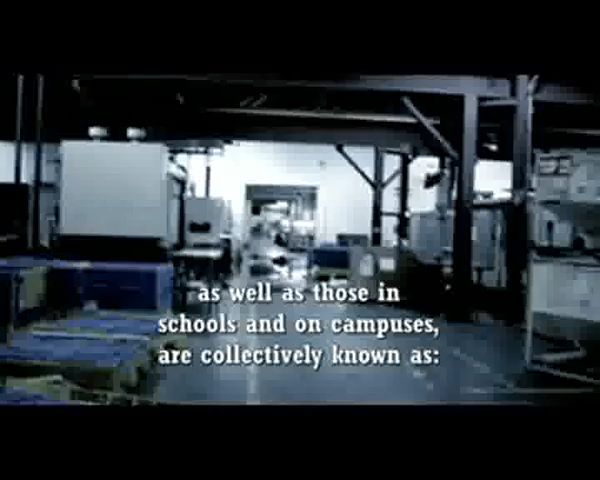 as well as those in
schools and on campuses,
are collectively known as: